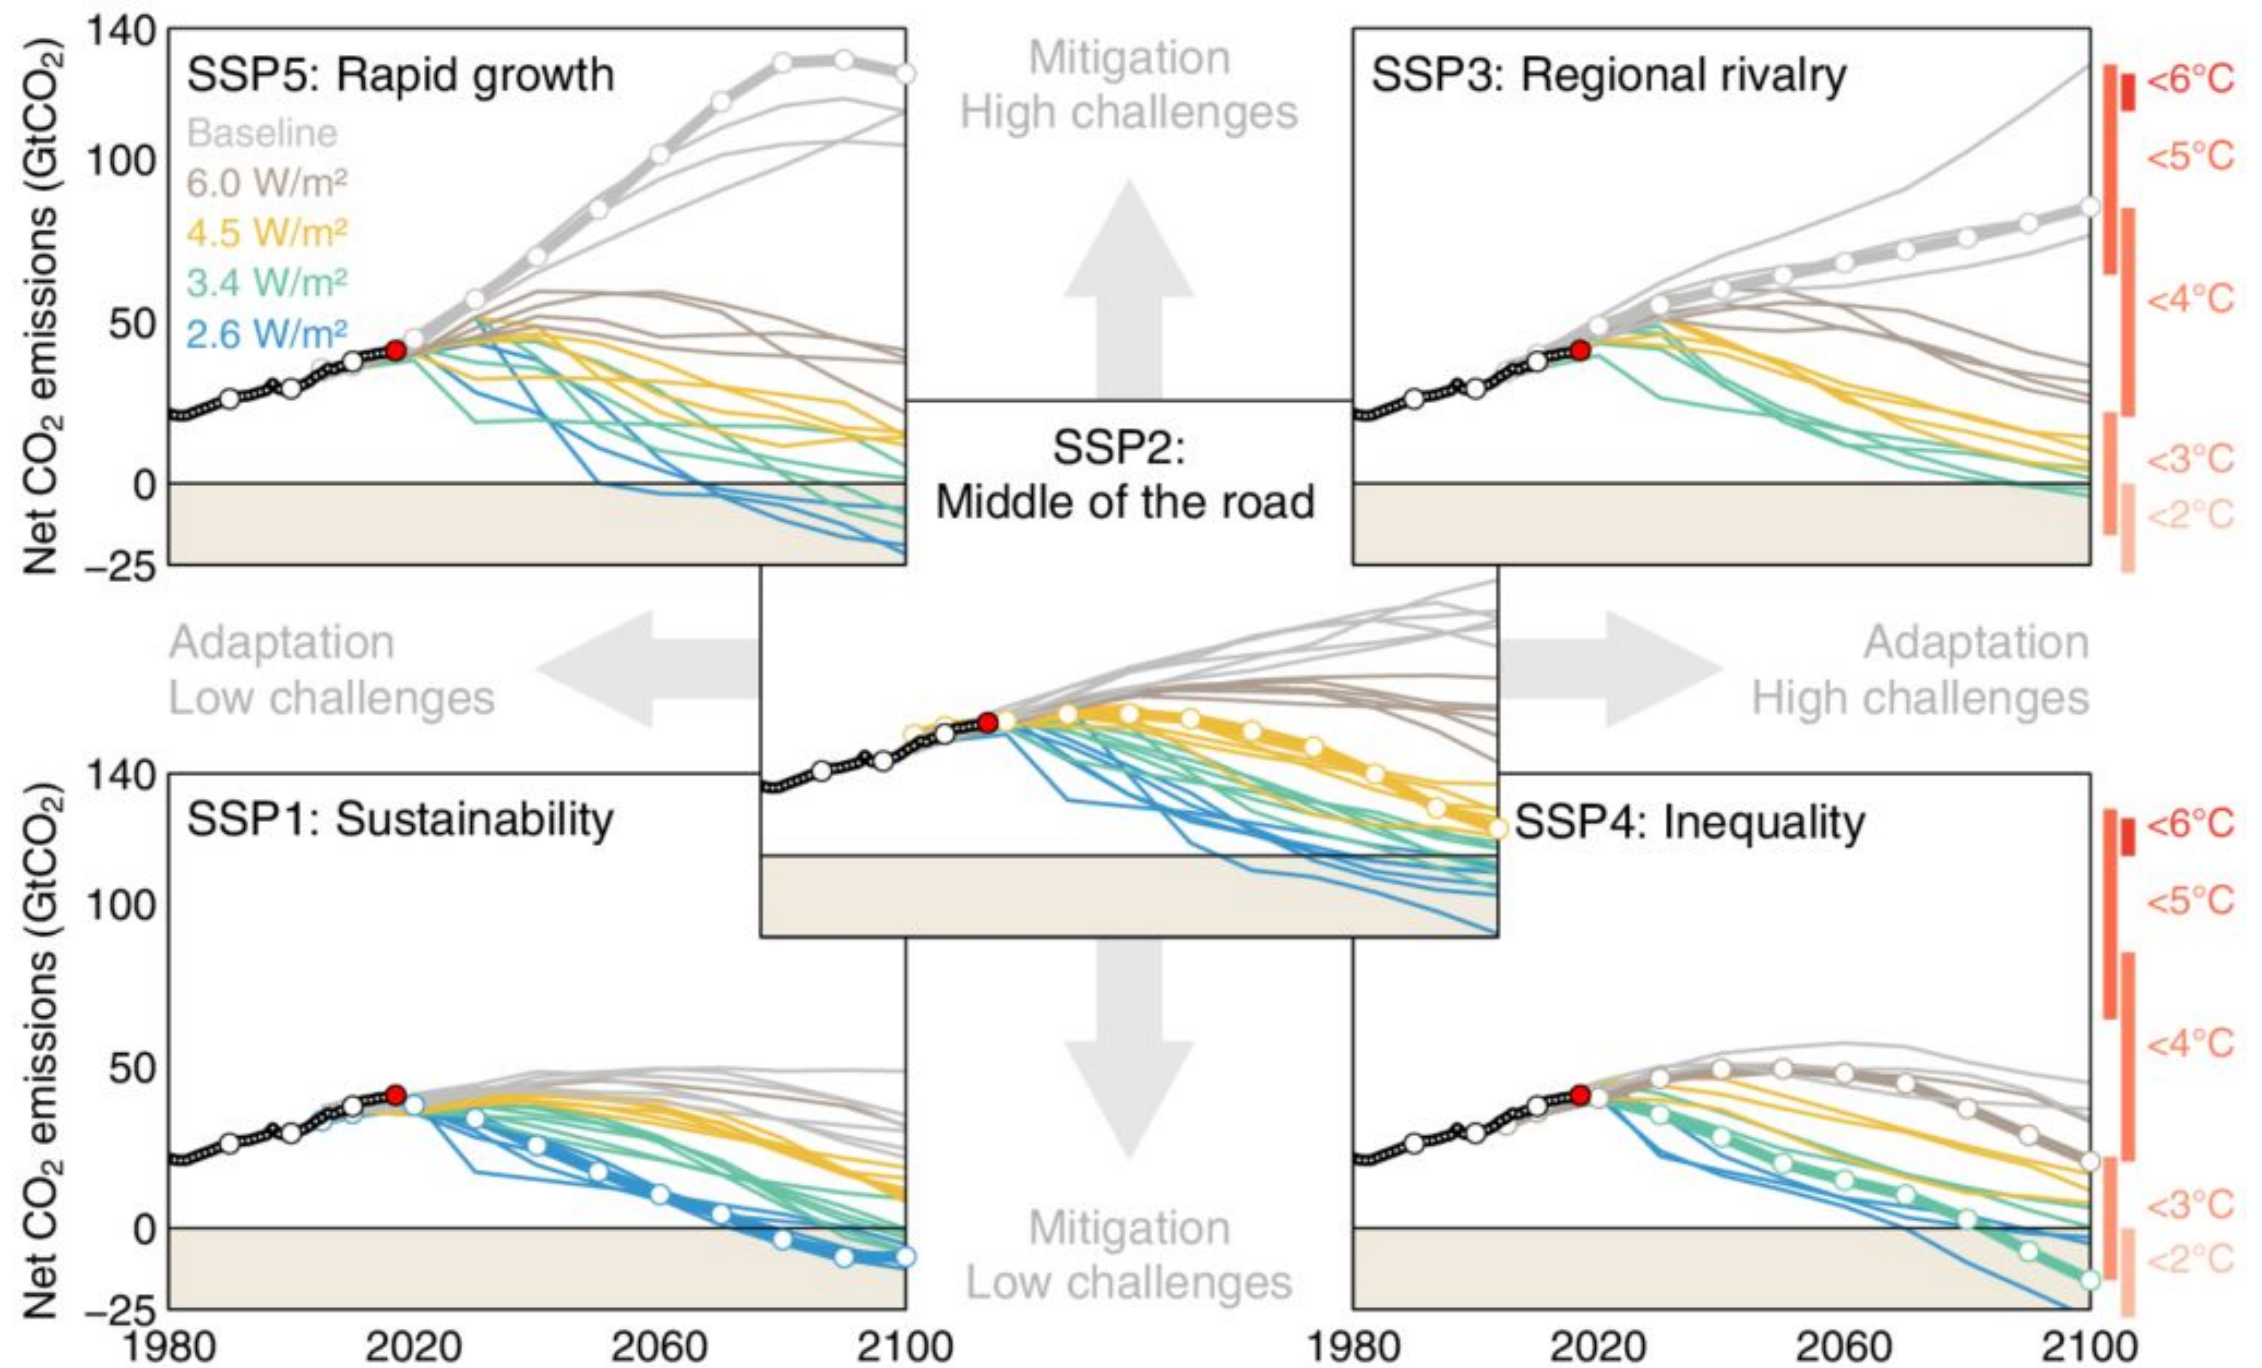 140
100
50
0
−25
Net CO₂ emissions (GtCO₂)
SSP5: Rapid growth
Baseline
6.0 W/m²
4.5 W/m²
3.4 W/m²
2.6 W/m²
Mitigation
High challenges
SSP3: Regional rivalry
<6°C
<5°C
<4°C
<3°C
<2°C
SSP2:
Middle of the road
Adaptation
Low challenges
Adaptation
High challenges
140
100
50
0
−25
Net CO₂ emissions (GtCO₂)
SSP1: Sustainability
Mitigation
Low challenges
SSP4: Inequality
<6°C
<5°C
<4°C
<3°C
<2°C
1980 2020 2060 2100
1980 2020 2060 2100